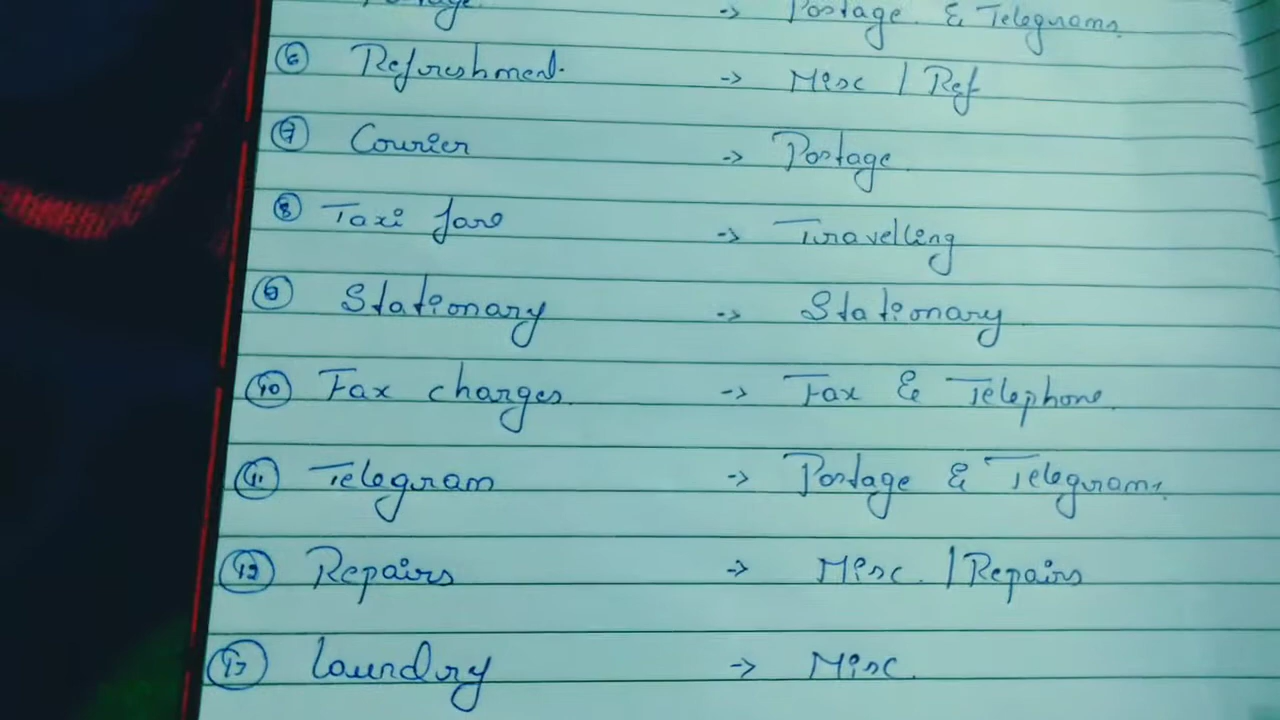 Postage -> Postage & Telegrams
6 Refreshment. -> Misc / Ref
7 Courier -> Postage
8 Taxi fare -> Travelling
9 Stationary -> Stationary
10 Fax charges. -> Fax & Telephone
11 Telegram -> Postage & Telegrams.
12 Repairs -> Misc. / Repairs
13 Laundry -> Misc.